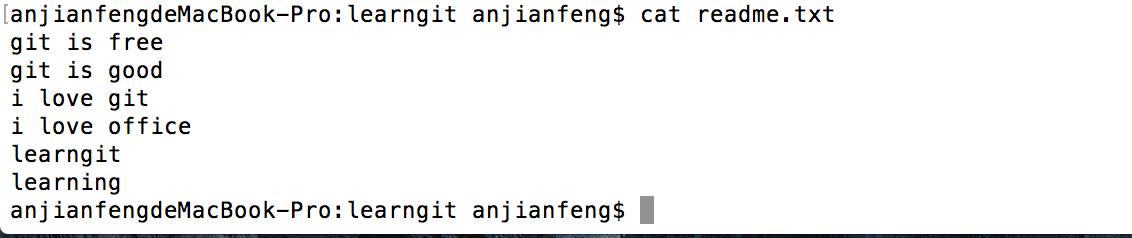 [anjianfengdeMacBook-Pro:learngit anjianfeng$ cat readme.txt
git is free
git is good
i love git
i love office
learngit
learning
anjianfengdeMacBook-Pro:learngit anjianfeng$